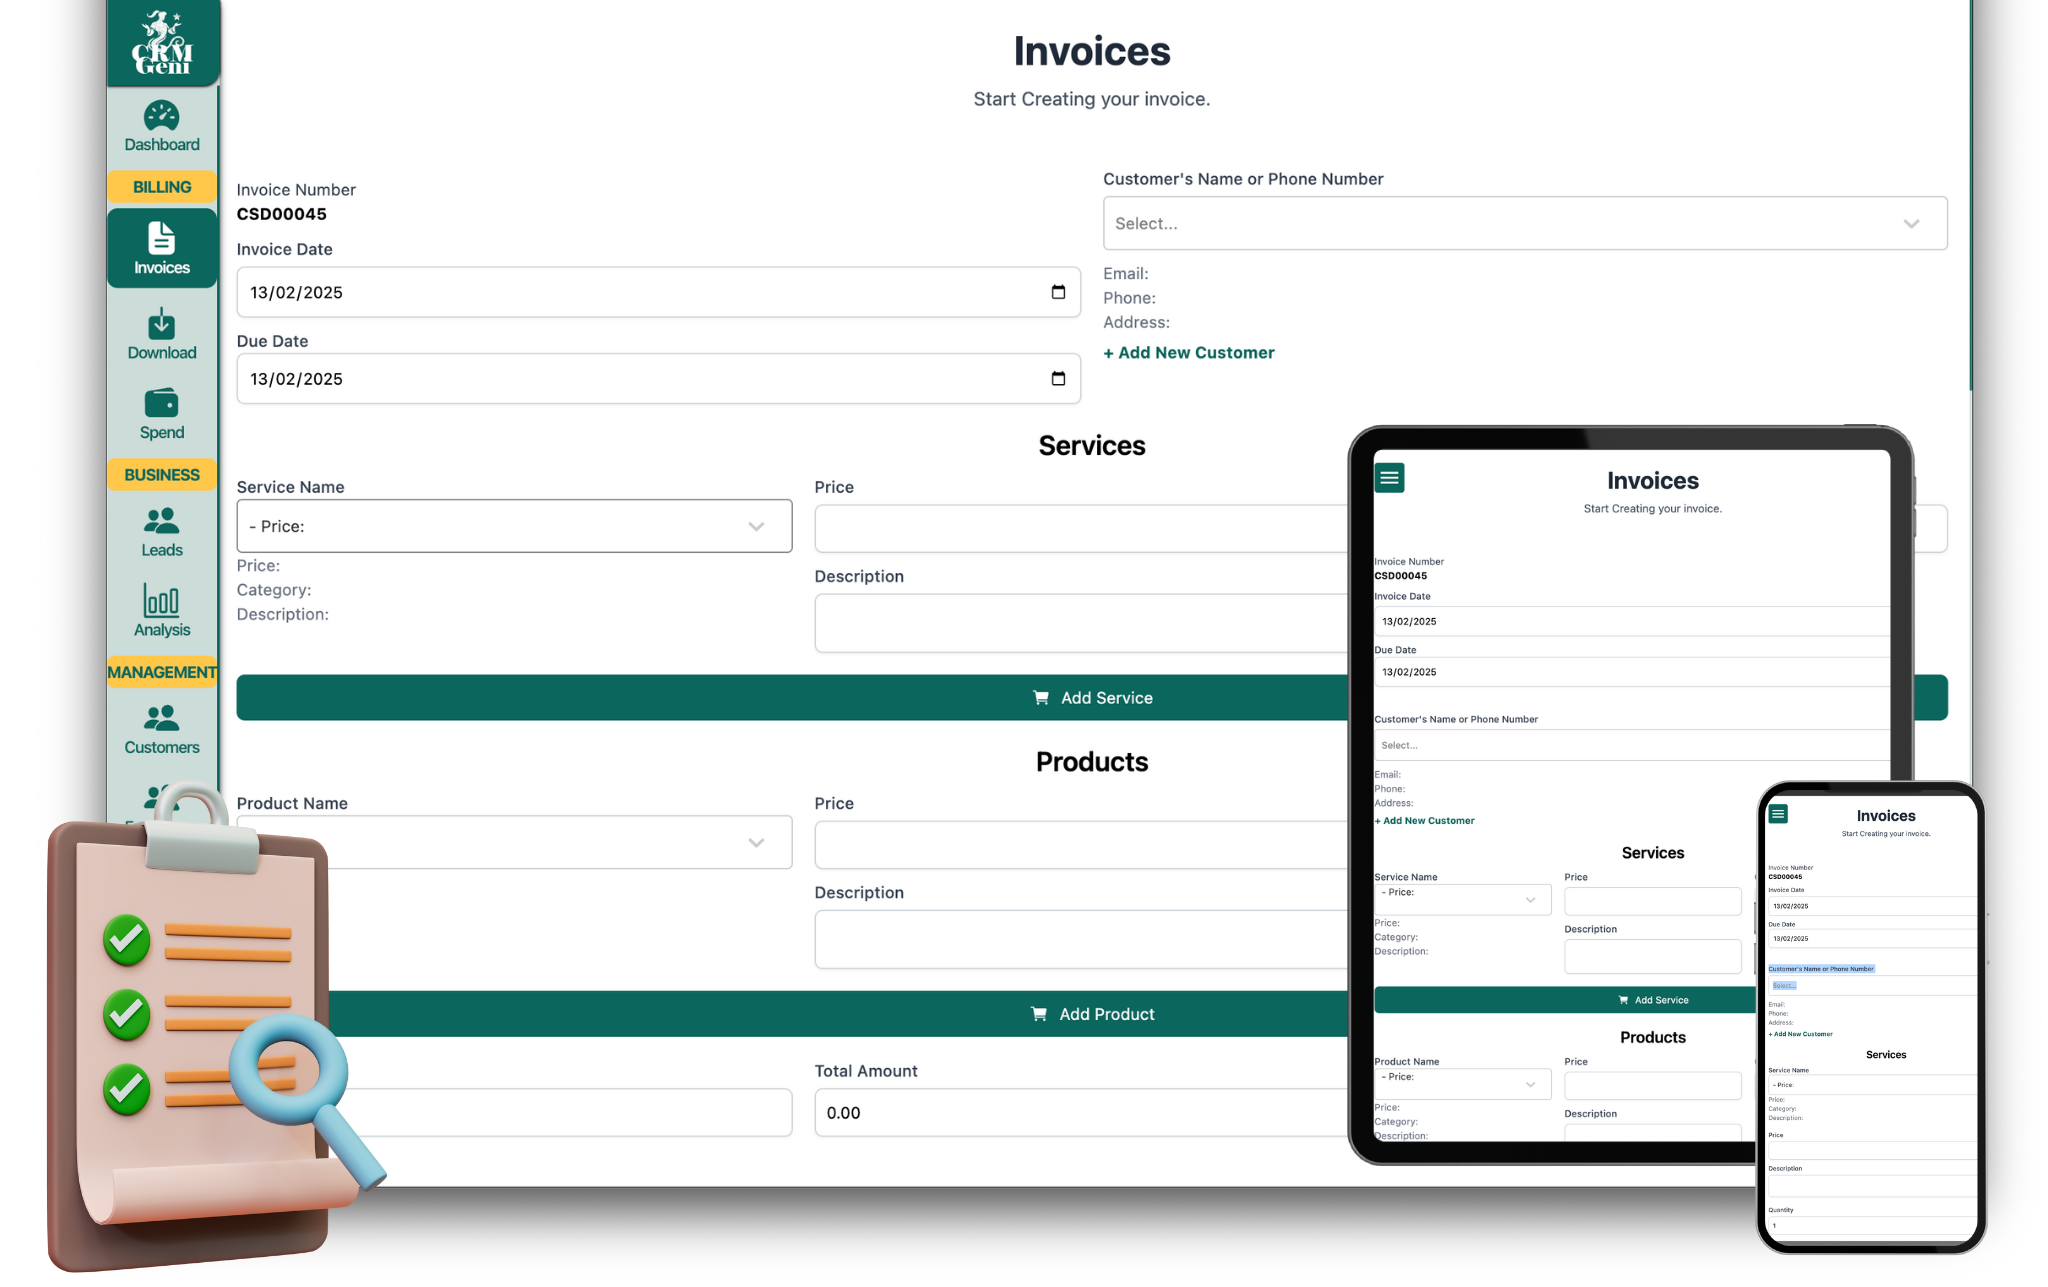 CRM
Geni
Dashboard
BILLING
Invoices
Download
Spend
BUSINESS
Leads
Analysis
MANAGEMENT
Customers
Invoices
Start Creating your invoice.
Invoice Number
CSD00045
Invoice Date
13/02/2025
Due Date
13/02/2025
Customer's Name or Phone Number
Select...
Email:
Phone:
Address:
+ Add New Customer
Services
Service Name
- Price:
Price:
Category:
Description:
Price
Description
Add Service
Products
Product Name
Price
Description
Add Product
Total Amount
0.00
Invoices
Start Creating your invoice.
Invoice Number
CSD00045
Invoice Date
13/02/2025
Due Date
13/02/2025
Customer's Name or Phone Number
Select...
Email:
Phone:
Address:
+ Add New Customer
Services
Service Name
- Price:
Price:
Category:
Description:
Price
Description
Add Service
Products
Product Name
- Price:
Price:
Category:
Description:
Price
Description
Invoices
Start Creating your invoice.
Invoice Number
CSD00045
Invoice Date
13/02/2025
Due Date
13/02/2025
Customer's Name or Phone Number
Select...
Email:
Phone:
Address:
+ Add New Customer
Services
Service Name
- Price:
Price:
Category:
Description:
Price
Description
Quantity
1